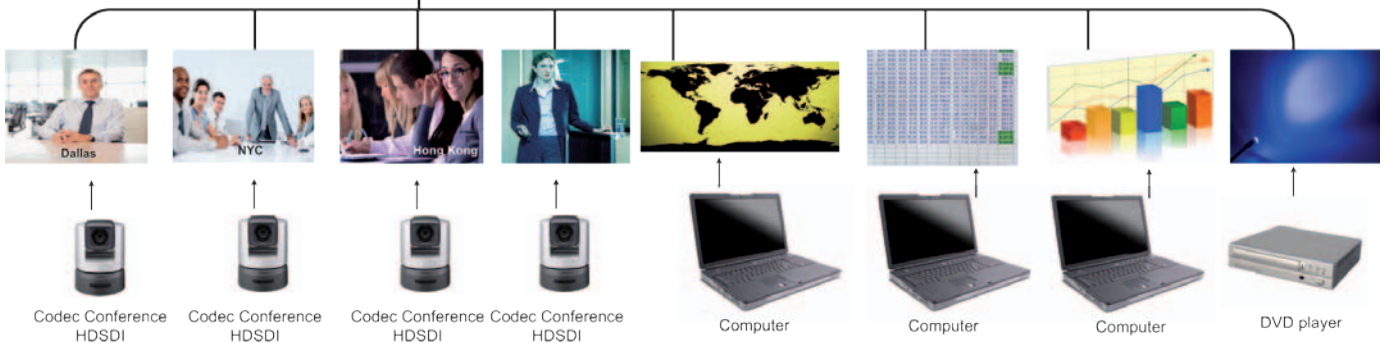 Dallas
NYC
Hong Kong
Codec Conference
HDSDI
Codec Conference
HDSDI
Codec Conference
HDSDI
Codec Conference
HDSDI
Computer
Computer
Computer
DVD player